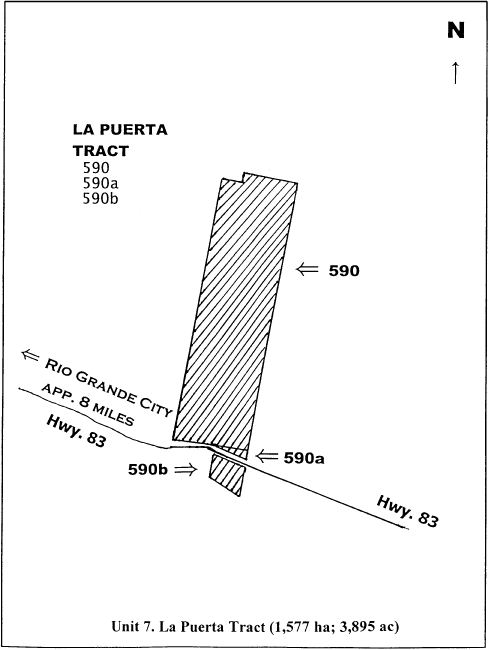 N
LA PUERTA
TRACT
590
590a
590b
590
RIO GRANDE CITY
APP. 8 MILES
Hwy. 83
590a
590b
Hwy. 83
Unit 7. La Puerta Tract (1,577 ha; 3,895 ac)